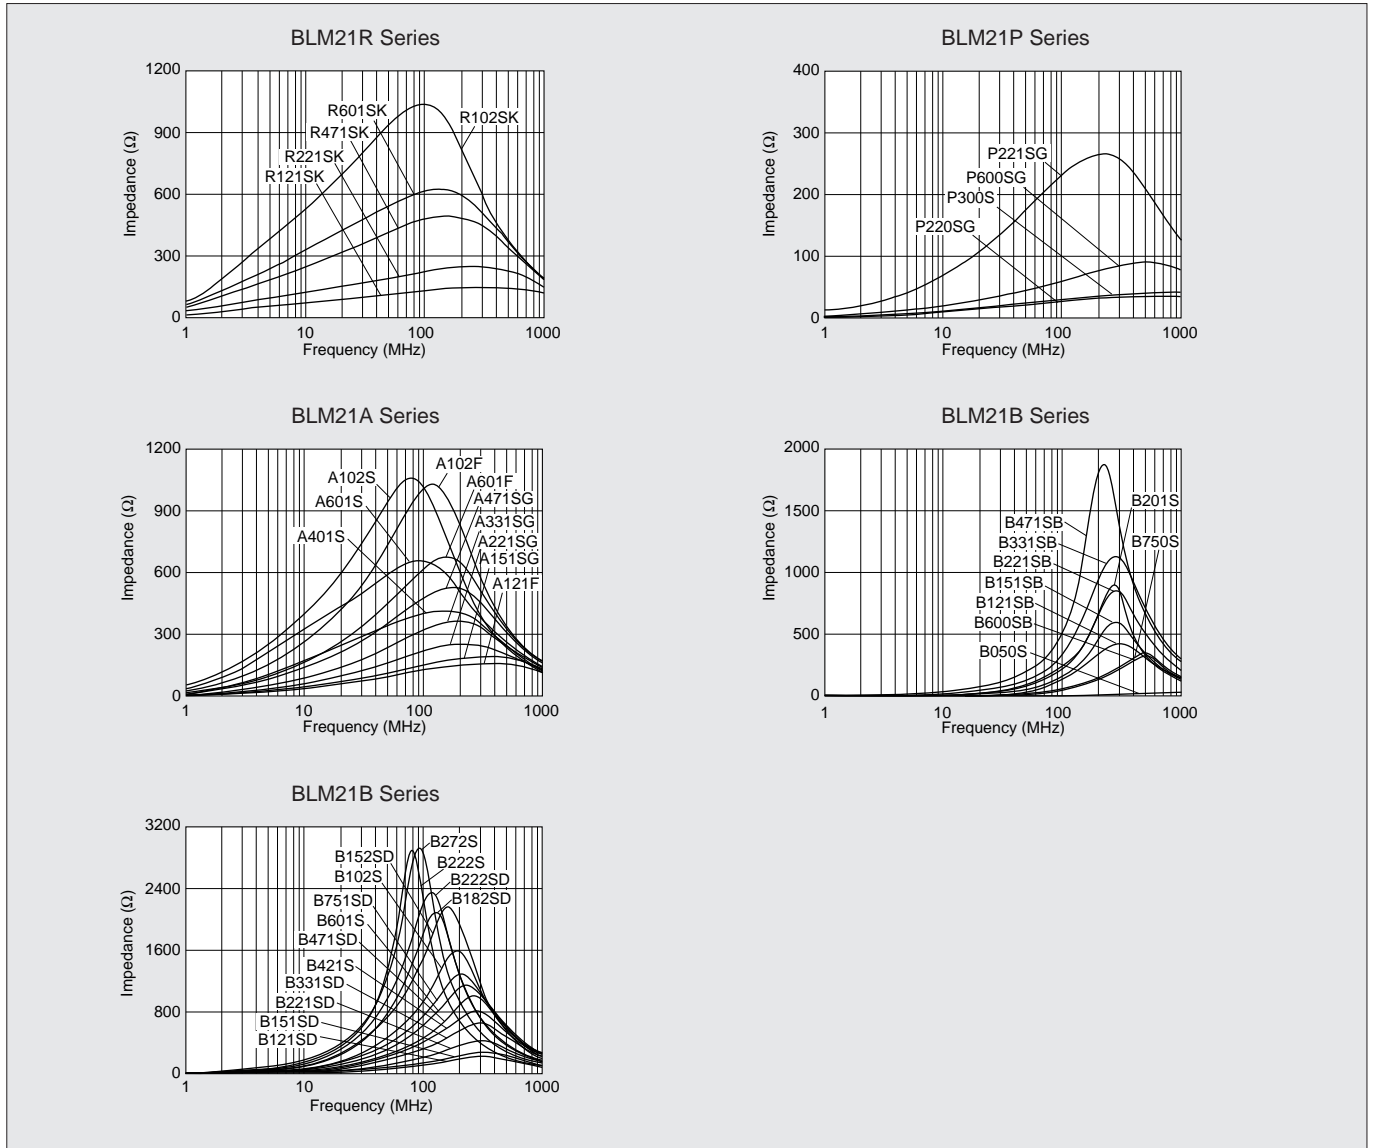 BLM21R Series
1200
900
600
300
0
Impedance (Ω)
R601SK
R471SK
R221SK
R121SK
R102SK
1
10
100
1000
Frequency (MHz)
BLM21P Series
400
300
200
100
0
Impedance (Ω)
P221SG
P600SG
P300S
P220SG
1
10
100
1000
Frequency (MHz)
BLM21A Series
1200
900
600
300
0
Impedance (Ω)
A102S
A601S
A401S
A102F
A601F
A471SG
A331SG
A221SG
A151SG
A121F
1
10
100
1000
Frequency (MHz)
BLM21B Series
2000
1500
1000
500
0
Impedance (Ω)
B471SB
B331SB
B221SB
B151SB
B121SB
B600SB
B050S
B201S
B750S
1
10
100
1000
Frequency (MHz)
BLM21B Series
3200
2400
1600
800
0
Impedance (Ω)
B152SD
B102S
B751SD
B601S
B471SD
B421S
B331SD
B221SD
B151SD
B121SD
B272S
B222S
B222SD
B182SD
1
10
100
1000
Frequency (MHz)